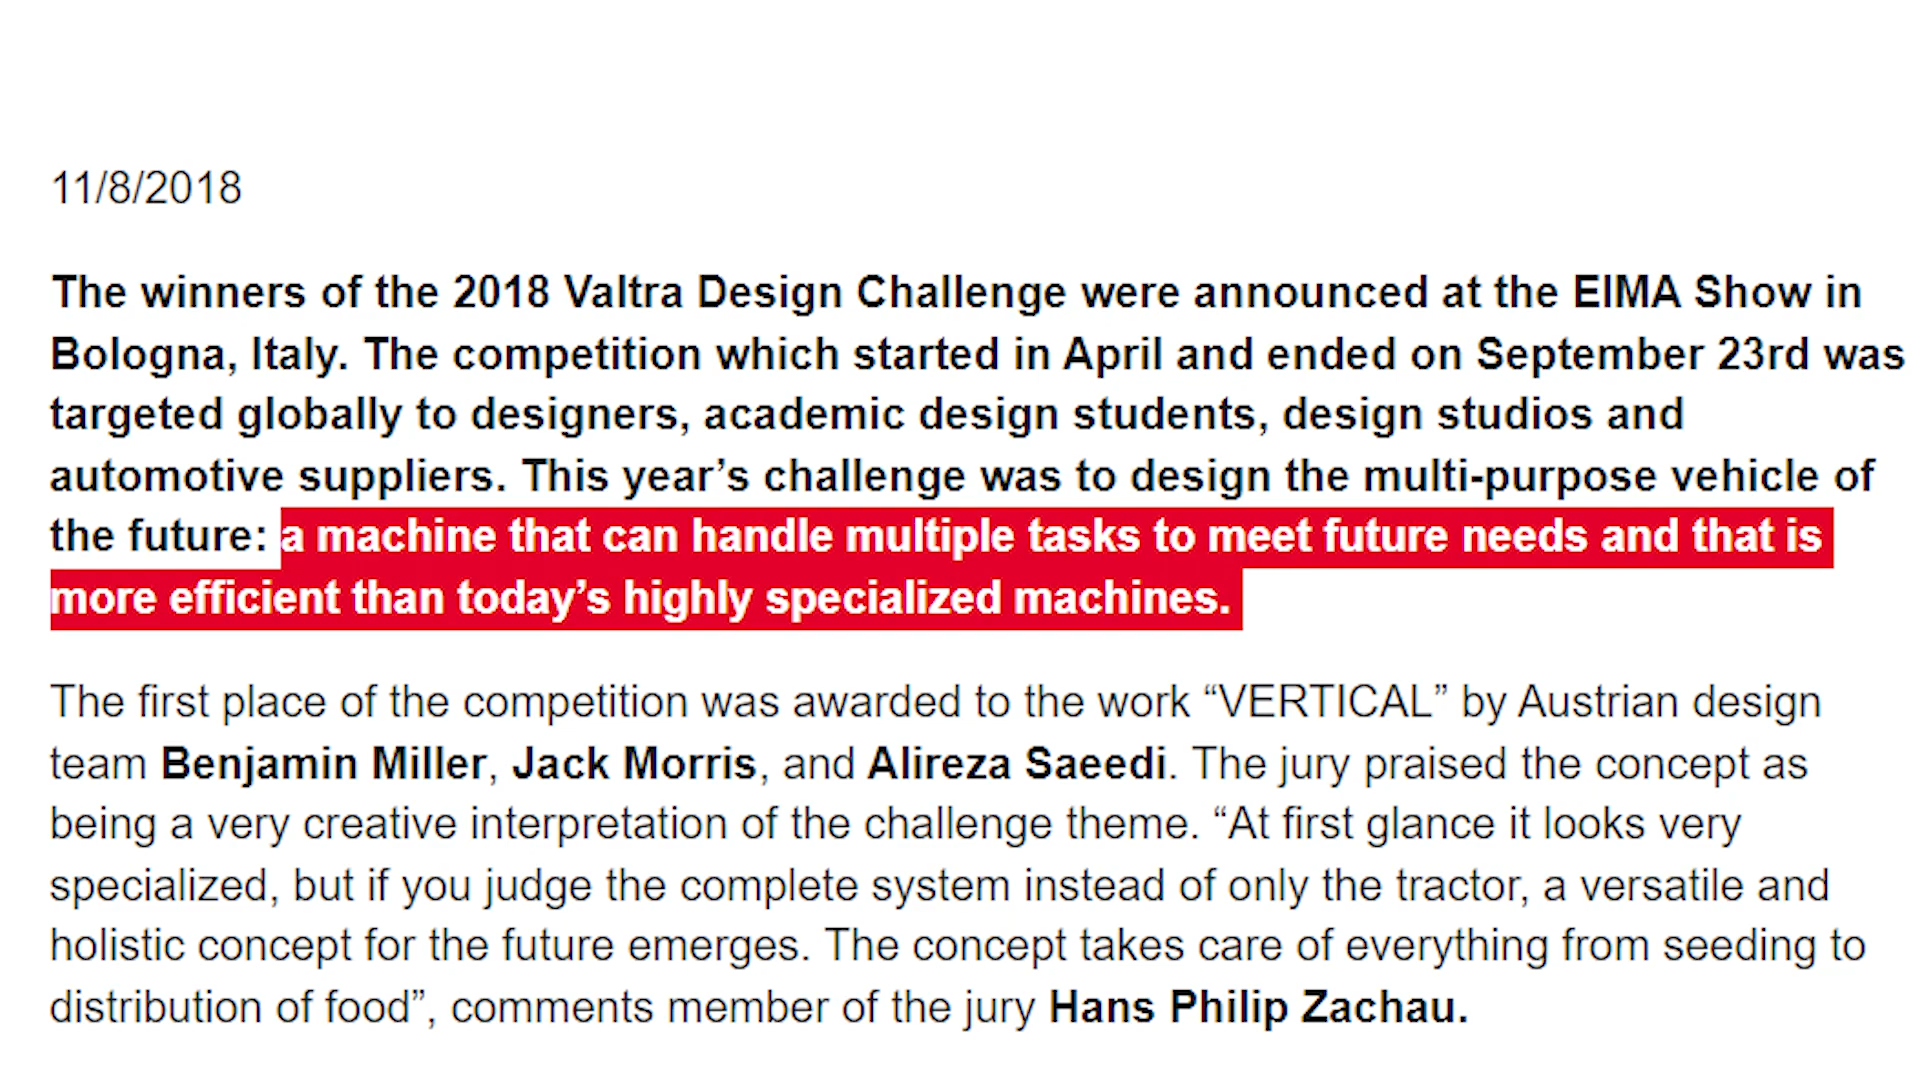 11/8/2018
The winners of the 2018 Valtra Design Challenge were announced at the EIMA Show in
Bologna, Italy. The competition which started in April and ended on September 23rd was
targeted globally to designers, academic design students, design studios and
automotive suppliers. This year’s challenge was to design the multi-purpose vehicle of
the future: a machine that can handle multiple tasks to meet future needs and that is
more efficient than today’s highly specialized machines.
The first place of the competition was awarded to the work “VERTICAL” by Austrian design
team Benjamin Miller, Jack Morris, and Alireza Saeedi. The jury praised the concept as
being a very creative interpretation of the challenge theme. “At first glance it looks very
specialized, but if you judge the complete system instead of only the tractor, a versatile and
holistic concept for the future emerges. The concept takes care of everything from seeding to
distribution of food”, comments member of the jury Hans Philip Zachau.